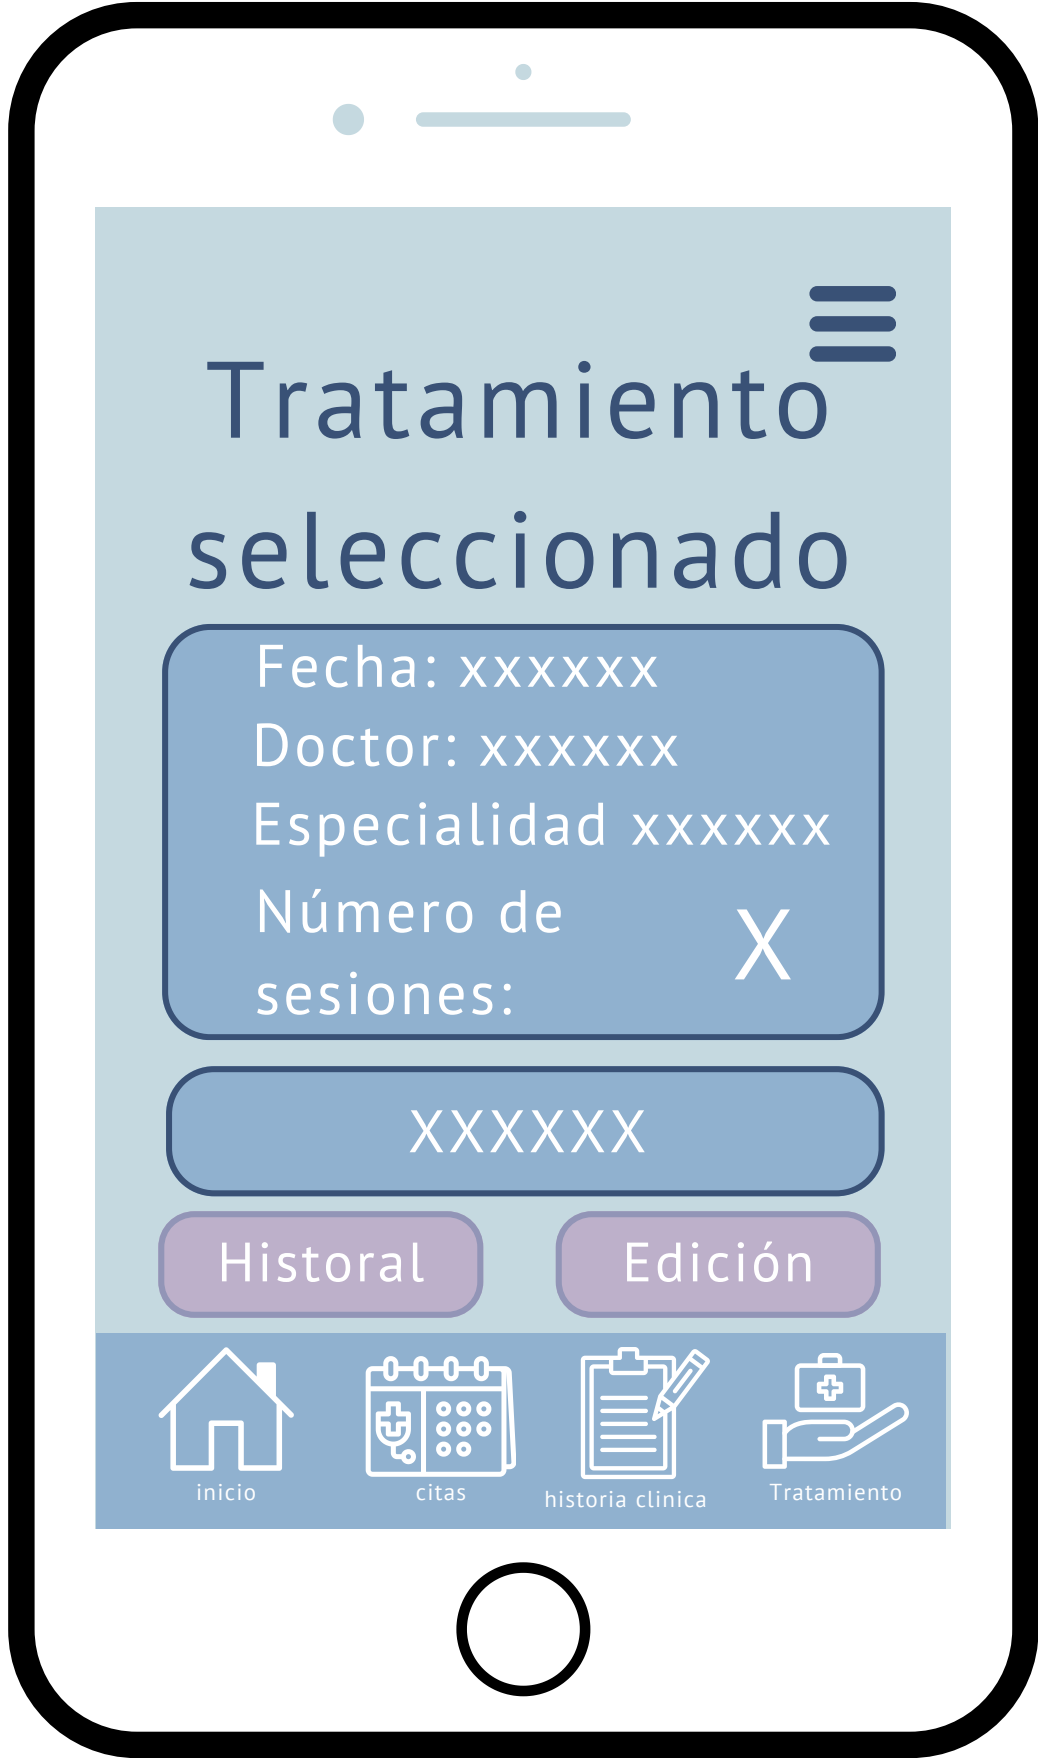 Tratamiento
seleccionado
Fecha: xxxxxx
Doctor: xxxxxx
Especialidad xxxxxx
Número de
sesiones:
X
XXXXXX
Historal
Edición
inicio
citas
historia clinica
Tratamiento